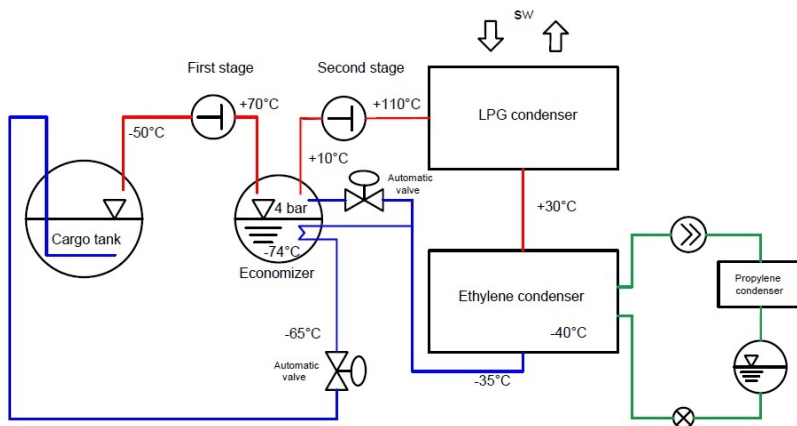 SW
First stage
Second stage
+70°C
+110°C
LPG condenser
-50°C
+10°C
Automatic
valve
4 bar
+30°C
Cargo tank
-74°C
Economizer
Ethylene condenser
Propylene
condenser
-65°C
-40°C
Automatic
valve
-35°C